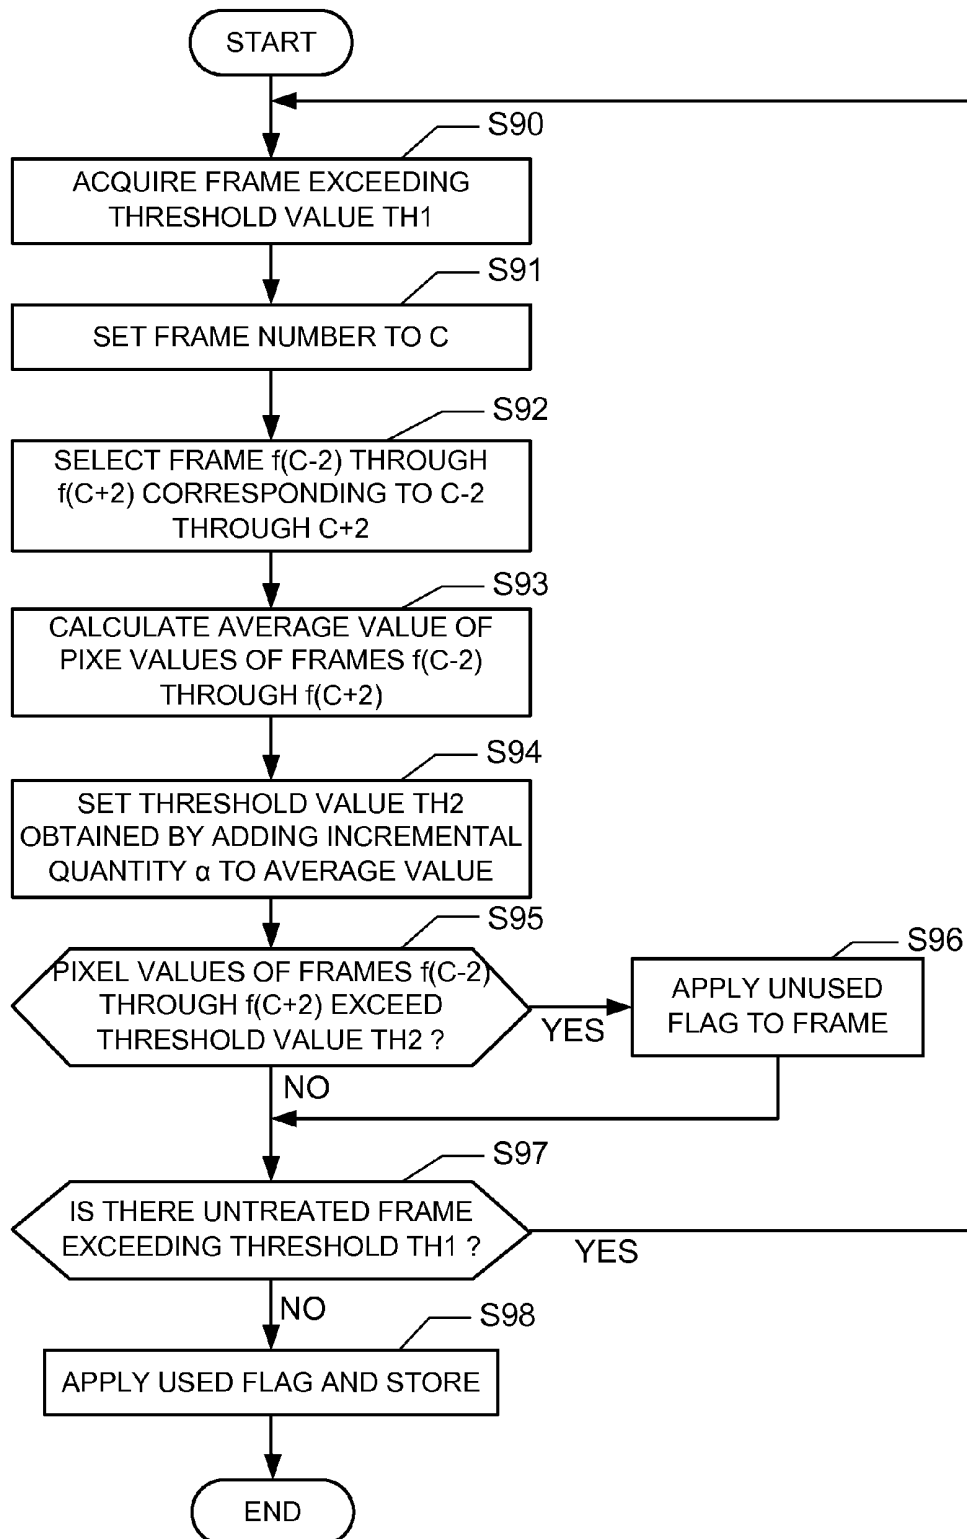 START
S90
ACQUIRE FRAME EXCEEDING
THRESHOLD VALUE TH1
S91
SET FRAME NUMBER TO C
S92
SELECT FRAME f(C-2) THROUGH
f(C+2) CORRESPONDING TO C-2
THROUGH C+2
S93
CALCULATE AVERAGE VALUE OF
PIXE VALUES OF FRAMES f(C-2)
THROUGH f(C+2)
S94
SET THRESHOLD VALUE TH2
OBTAINED BY ADDING INCREMENTAL
QUANTITY α TO AVERAGE VALUE
S95
PIXEL VALUES OF FRAMES f(C-2)
THROUGH f(C+2) EXCEED
THRESHOLD VALUE TH2 ?
YES
S96
APPLY UNUSED
FLAG TO FRAME
NO
S97
IS THERE UNTREATED FRAME
EXCEEDING THRESHOLD TH1 ?
YES
NO
S98
APPLY USED FLAG AND STORE
END